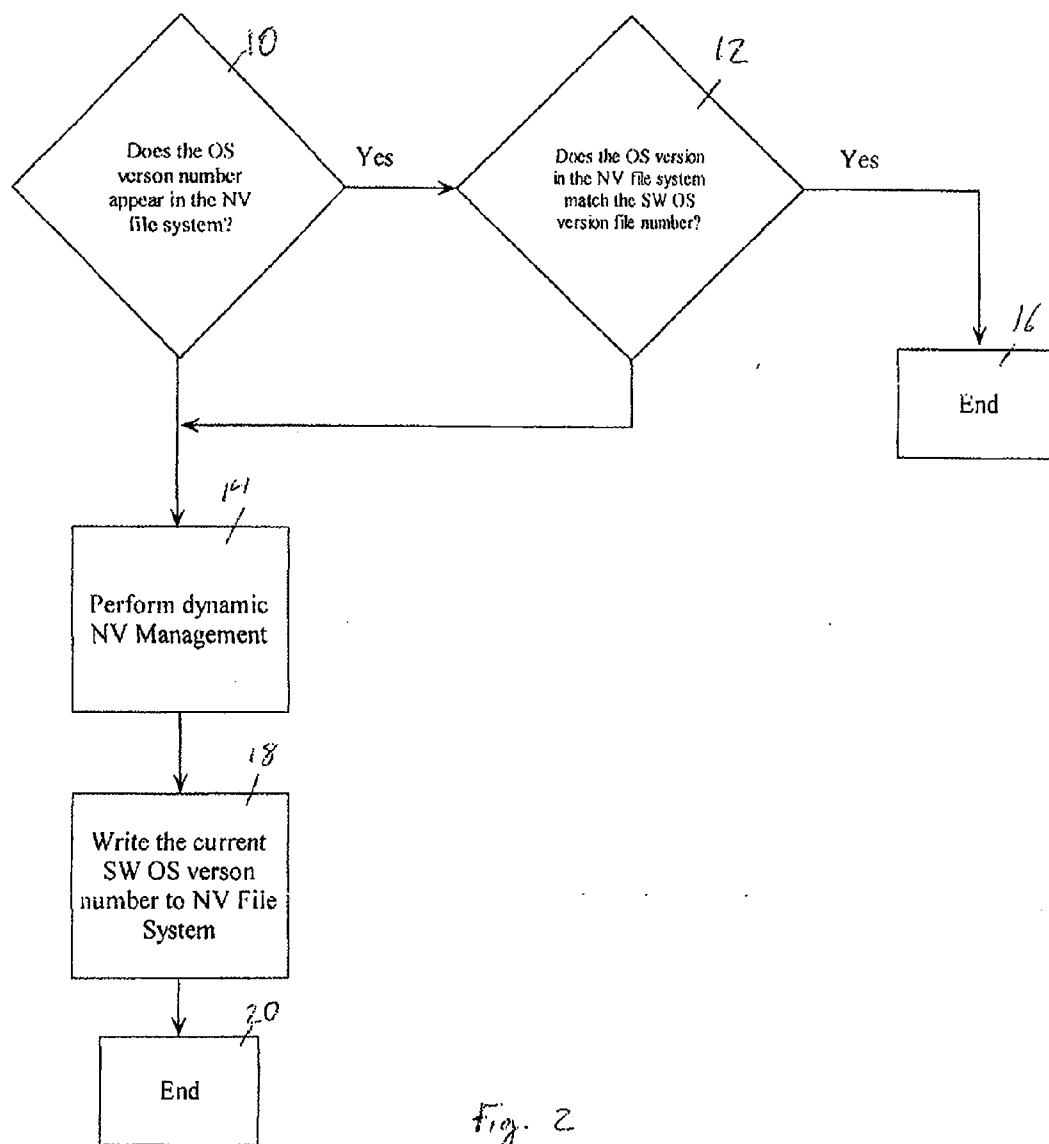 10
Does the OS
verson number
appear in the NV
file system?
Yes
12
Does the OS version
in the NV file system
match the SW OS
version file number?
Yes
16
End
14
Perform dynamic
NV Management
18
Write the current
SW OS verson
number to NV File
System
20
End
Fig. 2